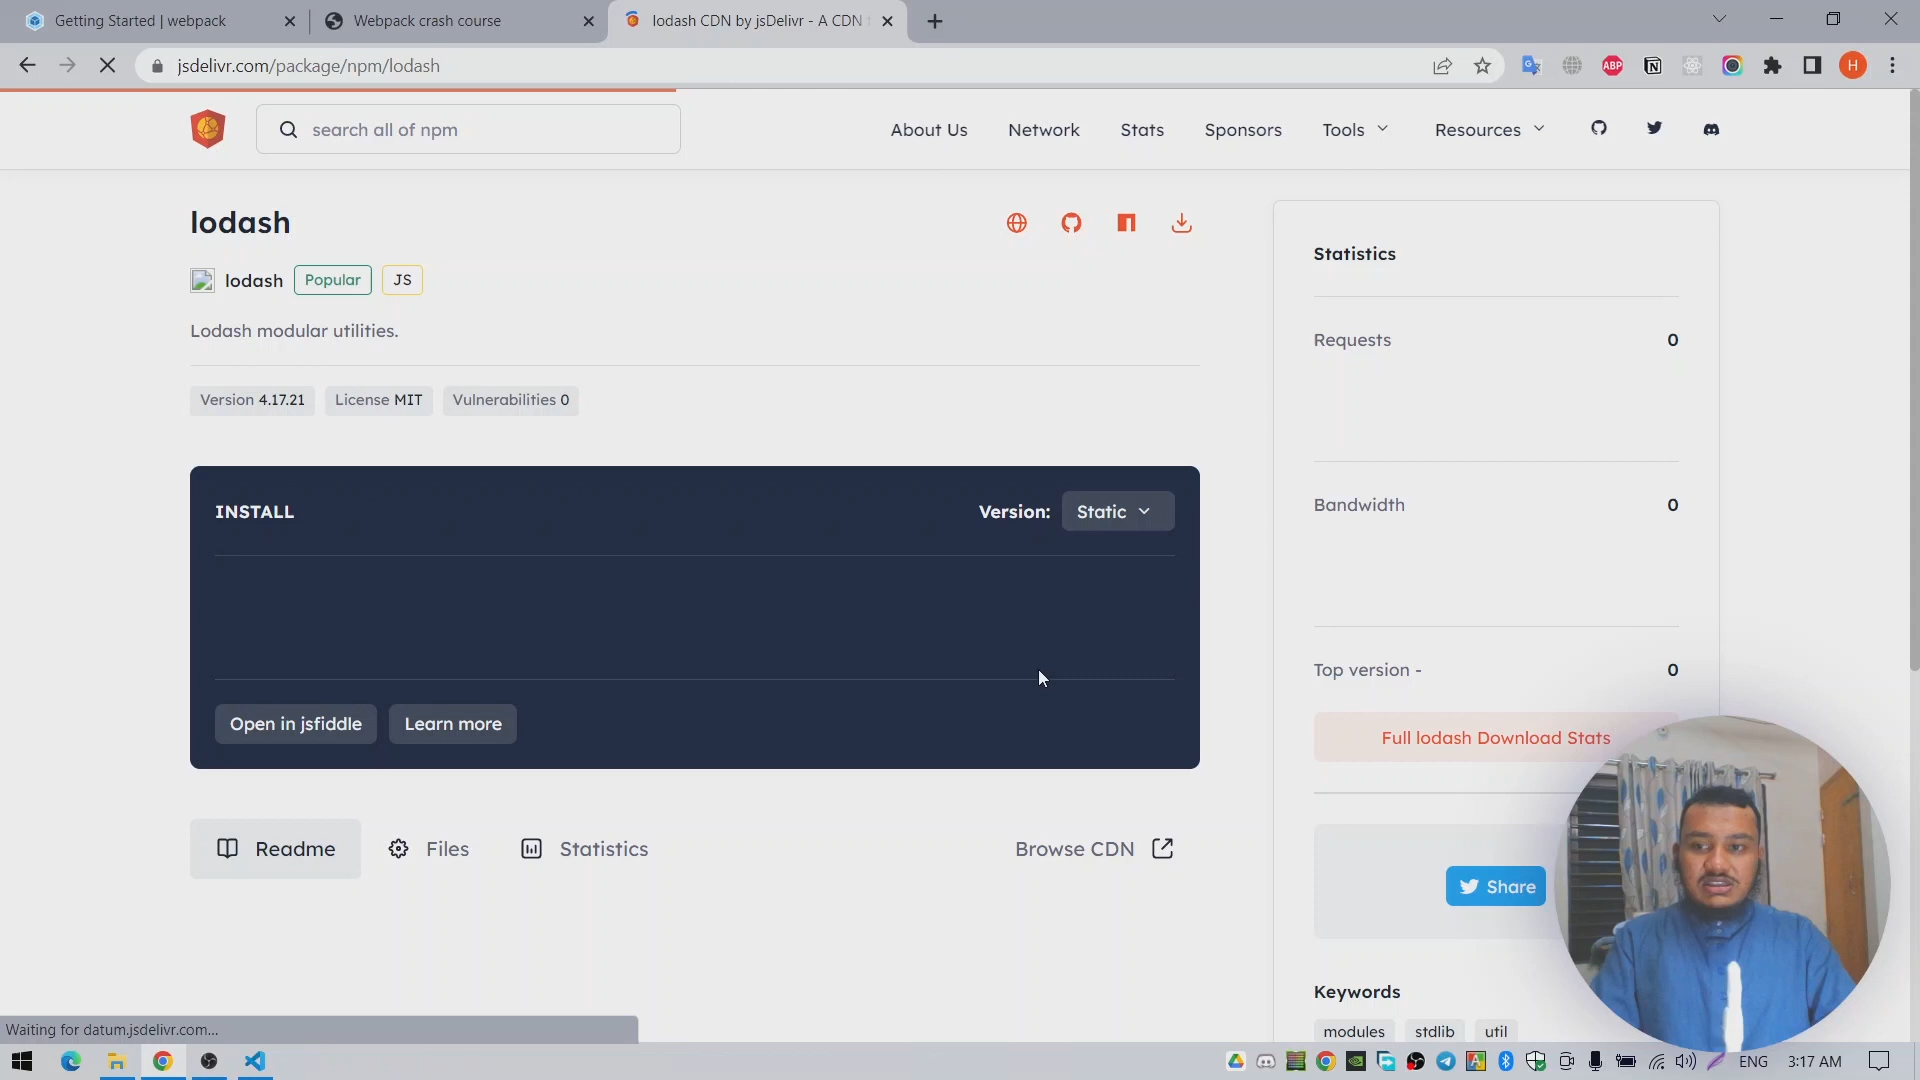 Getting Started | webpack
Webpack crash course
lodash CDN by jsDelivr - A CDN
jsdelivr.com/package/npm/lodash
ABP
H
search all of npm
About Us
Network
Stats
Sponsors
Tools
Resources
lodash
lodash
Popular
JS
Lodash modular utilities.
Version 4.17.21
License MIT
Vulnerabilities 0
INSTALL
Version:
Static
Open in jsfiddle
Learn more
Readme
Files
Statistics
Browse CDN
Statistics
Requests 0
Bandwidth 0
Top version - 0
Full lodash Download Stats
Share
Keywords
modules
stdlib
util
Waiting for datum.jsdelivr.com...
ENG
3:17 AM